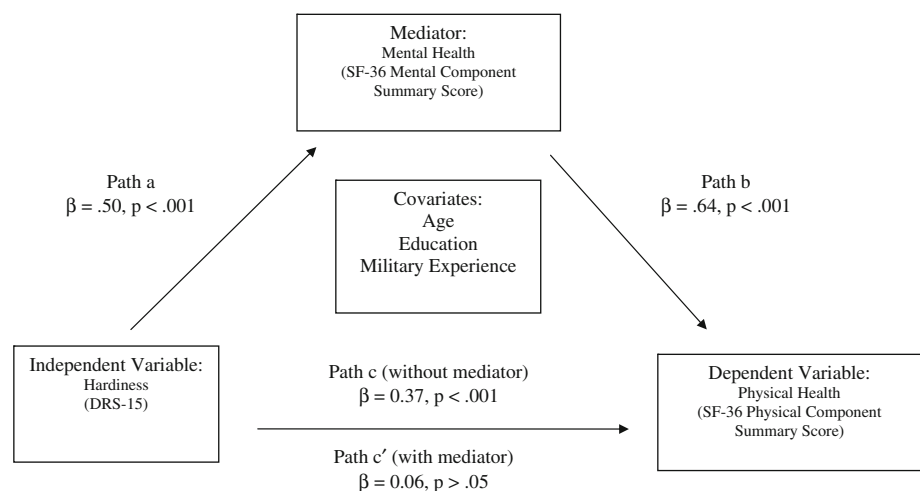 Mediator:
Mental Health
(SF-36 Mental Component
Summary Score)
Path a
β = .50, p < .001
Covariates:
Age
Education
Military Experience
Path b
β = .64, p < .001
Independent Variable:
Hardiness
(DRS-15)
Path c (without mediator)
β = 0.37, p < .001
Path c′ (with mediator)
β = 0.06, p > .05
Dependent Variable:
Physical Health
(SF-36 Physical Component
Summary Score)